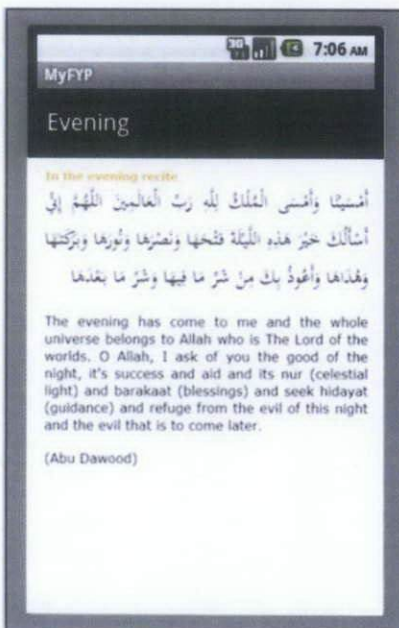 3G
7:06 AM
MyFYP
Evening
In the evening recite
أَمْسَيْنَا وَأَمْسَى الْمُلْكُ لِلَّهِ رَبِّ الْعَالَمِينَ اللَّهُمَّ إِنِّي
أَسْأَلُكَ خَيْرَ هَذِهِ اللَّيْلَةِ فَتْحَهَا وَنَصْرَهَا وَنُورَهَا وَبَرَكَتَهَا
وَهُدَاهَا وَأَعُوذُ بِكَ مِنْ شَرِّ مَا فِيهَا وَشَرِّ مَا بَعْدَهَا
The evening has come to me and the whole
universe belongs to Allah who is The Lord of the
worlds. O Allah, I ask of you the good of the
night, it's success and aid and its nur (celestial
light) and barakaat (blessings) and seek hidayat
(guidance) and refuge from the evil of this night
and the evil that is to come later.
(Abu Dawood)